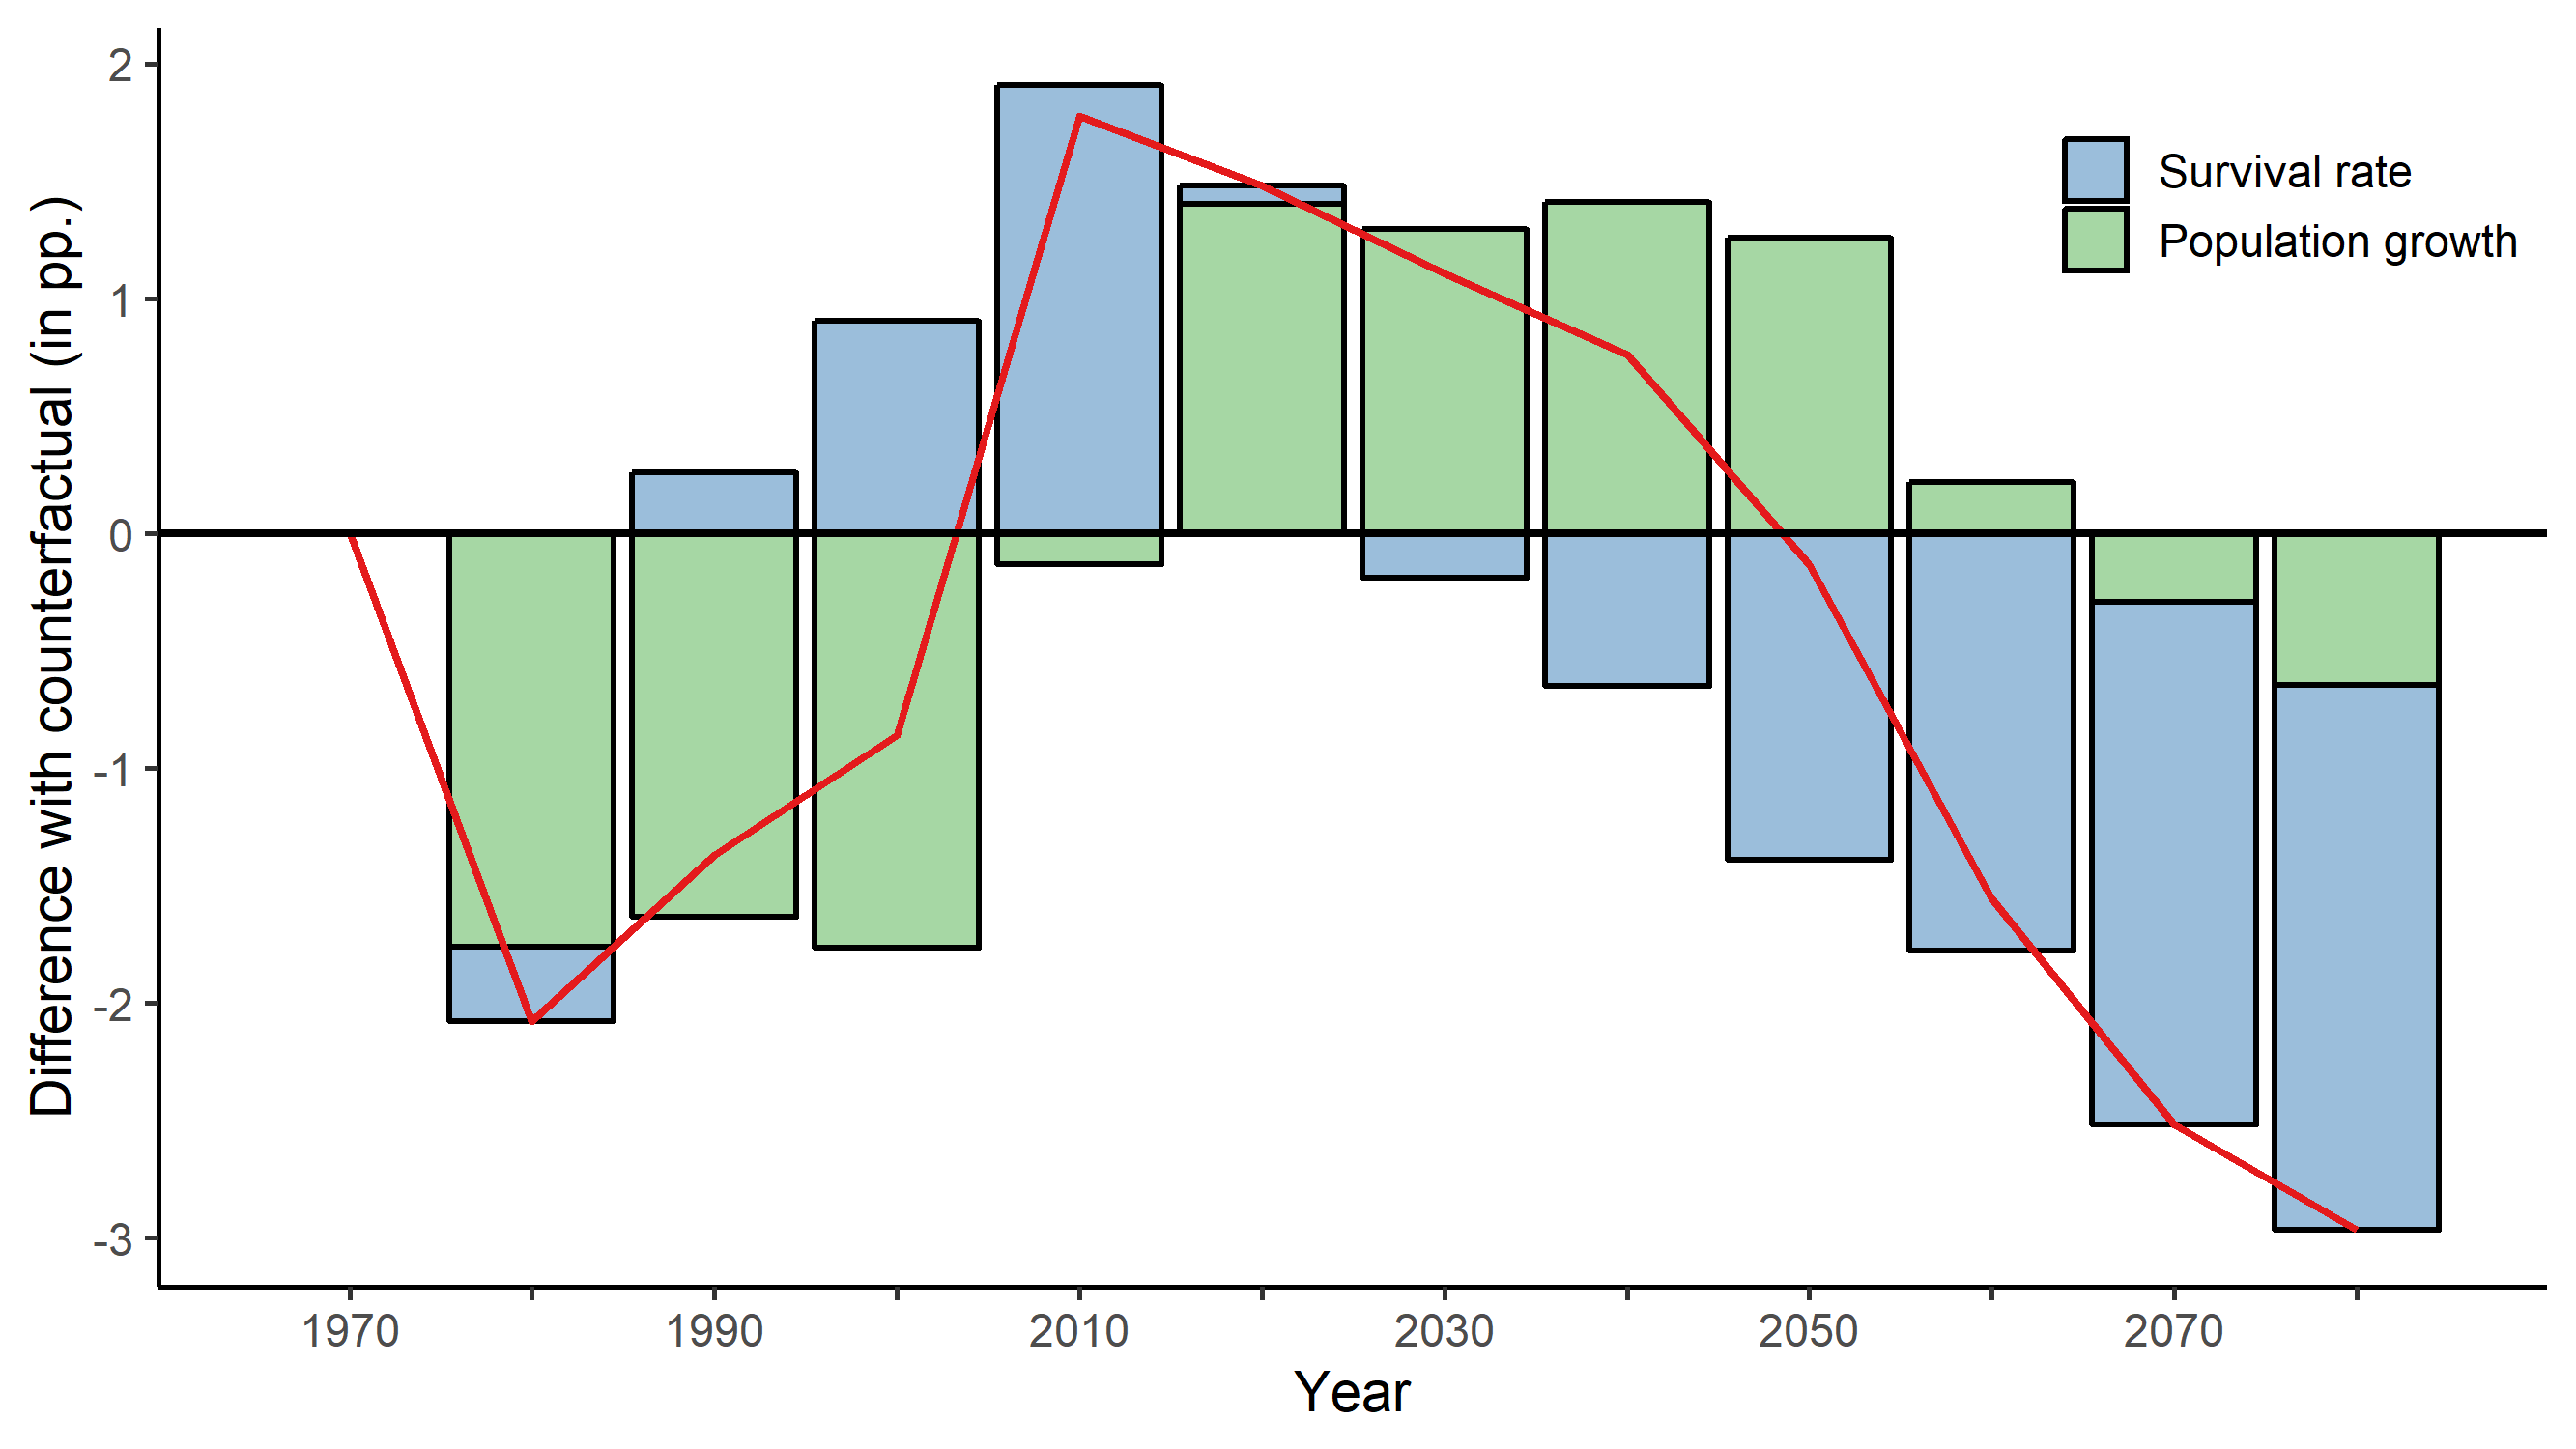 Difference with counterfactual (in pp.)
2
1
0
-1
-2
-3
Survival rate
Population growth
1970 1990 2010 2030 2050 2070
Year